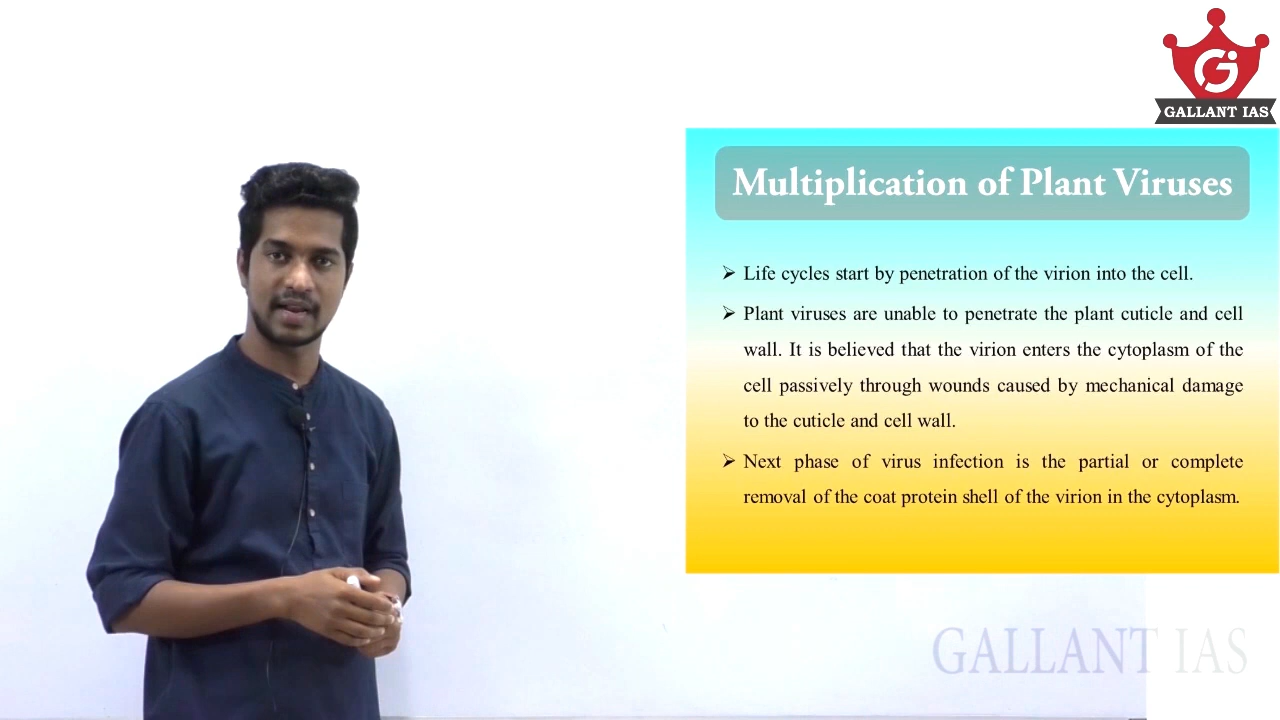 GALLANT IAS
Multiplication of Plant Viruses
➢ Life cycles start by penetration of the virion into the cell.
➢ Plant viruses are unable to penetrate the plant cuticle and cell
wall. It is believed that the virion enters the cytoplasm of the
cell passively through wounds caused by mechanical damage
to the cuticle and cell wall.
➢ Next phase of virus infection is the partial or complete
removal of the coat protein shell of the virion in the cytoplasm.
GALLANT IAS